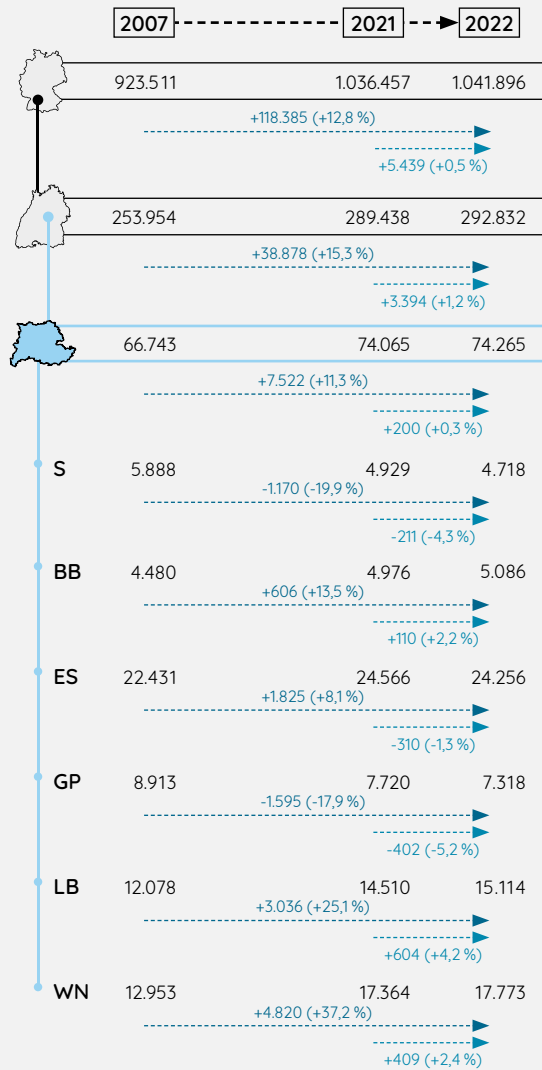 2007 2021 2022
923.511 1.036.457 1.041.896
+118.385 (+12,8 %)
+5.439 (+0,5 %)
253.954 289.438 292.832
+38.878 (+15,3 %)
+3.394 (+1,2 %)
66.743 74.065 74.265
+7.522 (+11,3 %)
+200 (+0,3 %)
S 5.888 4.929 4.718
-1.170 (-19,9 %)
-211 (-4,3 %)
BB 4.480 4.976 5.086
+606 (+13,5 %)
+110 (+2,2 %)
ES 22.431 24.566 24.256
+1.825 (+8,1 %)
-310 (-1,3 %)
GP 8.913 7.720 7.318
-1.595 (-17,9 %)
-402 (-5,2 %)
LB 12.078 14.510 15.114
+3.036 (+25,1 %)
+604 (+4,2 %)
WN 12.953 17.364 17.773
+4.820 (+37,2 %)
+409 (+2,4 %)